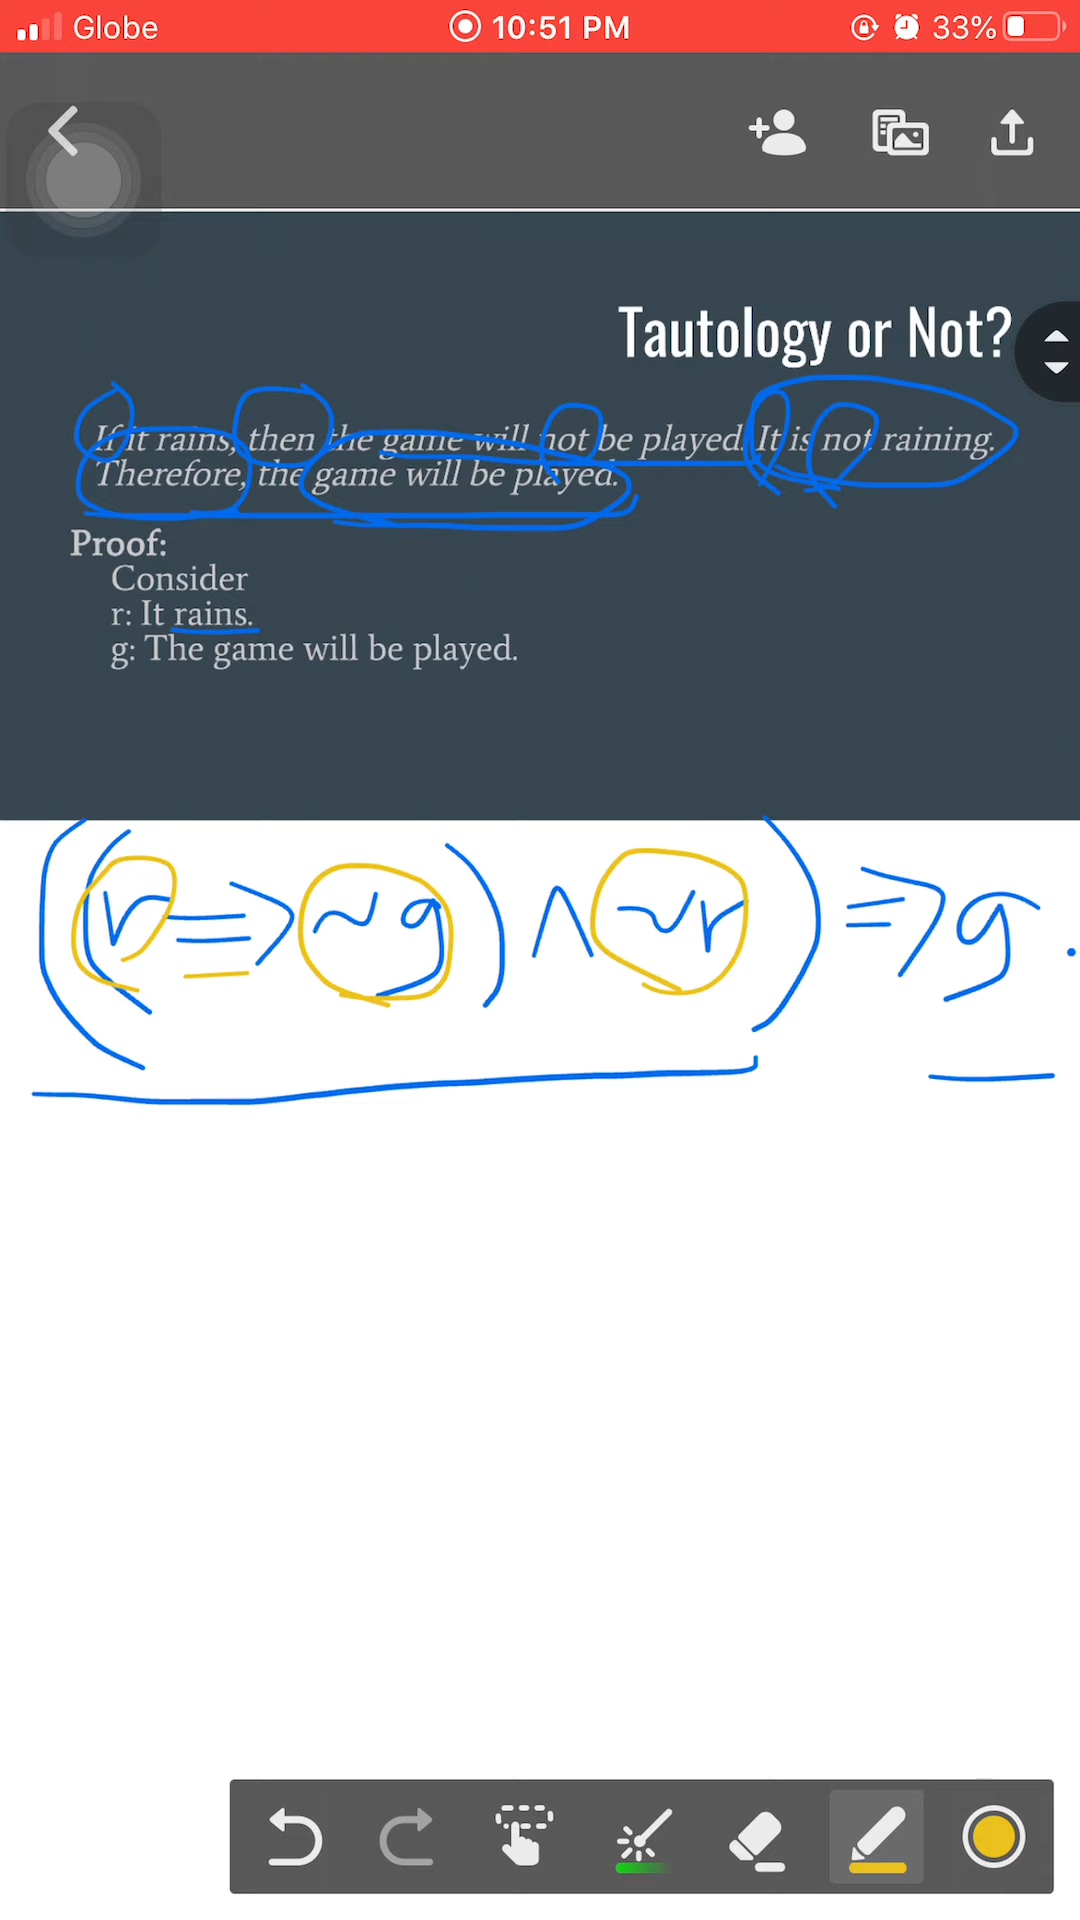 Globe 10:51 PM 33%
Tautology or Not?
If it rains, then the game will not be played. It is not raining.
Therefore, the game will be played.
Proof:
Consider
r: It rains.
g: The game will be played.
((r => ~g) ∧ ~r) => g .